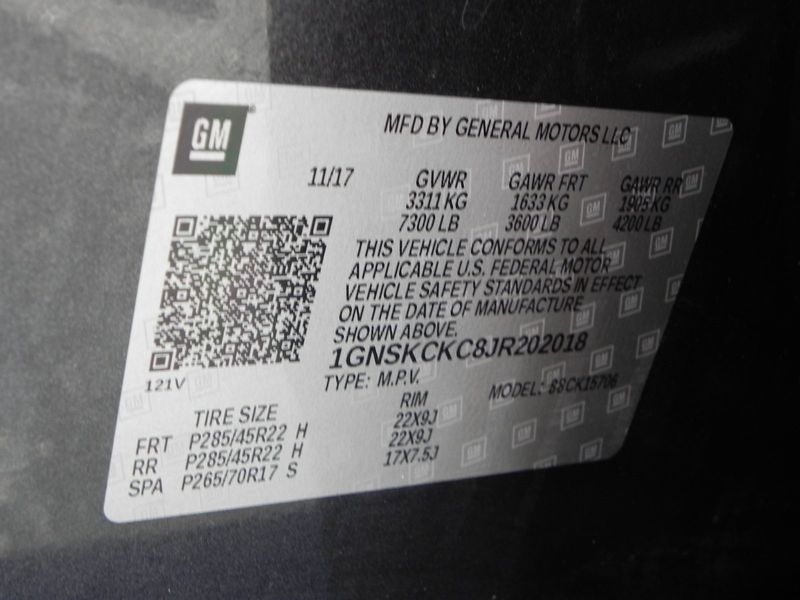 GM
MFD BY GENERAL MOTORS LLC
11/17 GVWR GAWR FRT GAWR RR
3311 KG 1633 KG 1905 KG
7300 LB 3600 LB 4200 LB
THIS VEHICLE CONFORMS TO ALL
APPLICABLE U.S. FEDERAL MOTOR
VEHICLE SAFETY STANDARDS IN EFFECT
ON THE DATE OF MANUFACTURE
SHOWN ABOVE.
1GNSKCKC8JR202018
121V
TYPE: M.P.V. MODEL:
TIRE SIZE RIM
FRT P285/45R22 H 22X9J
RR P285/45R22 H 22X9J
SPA P265/70R17 S 17X7.5J